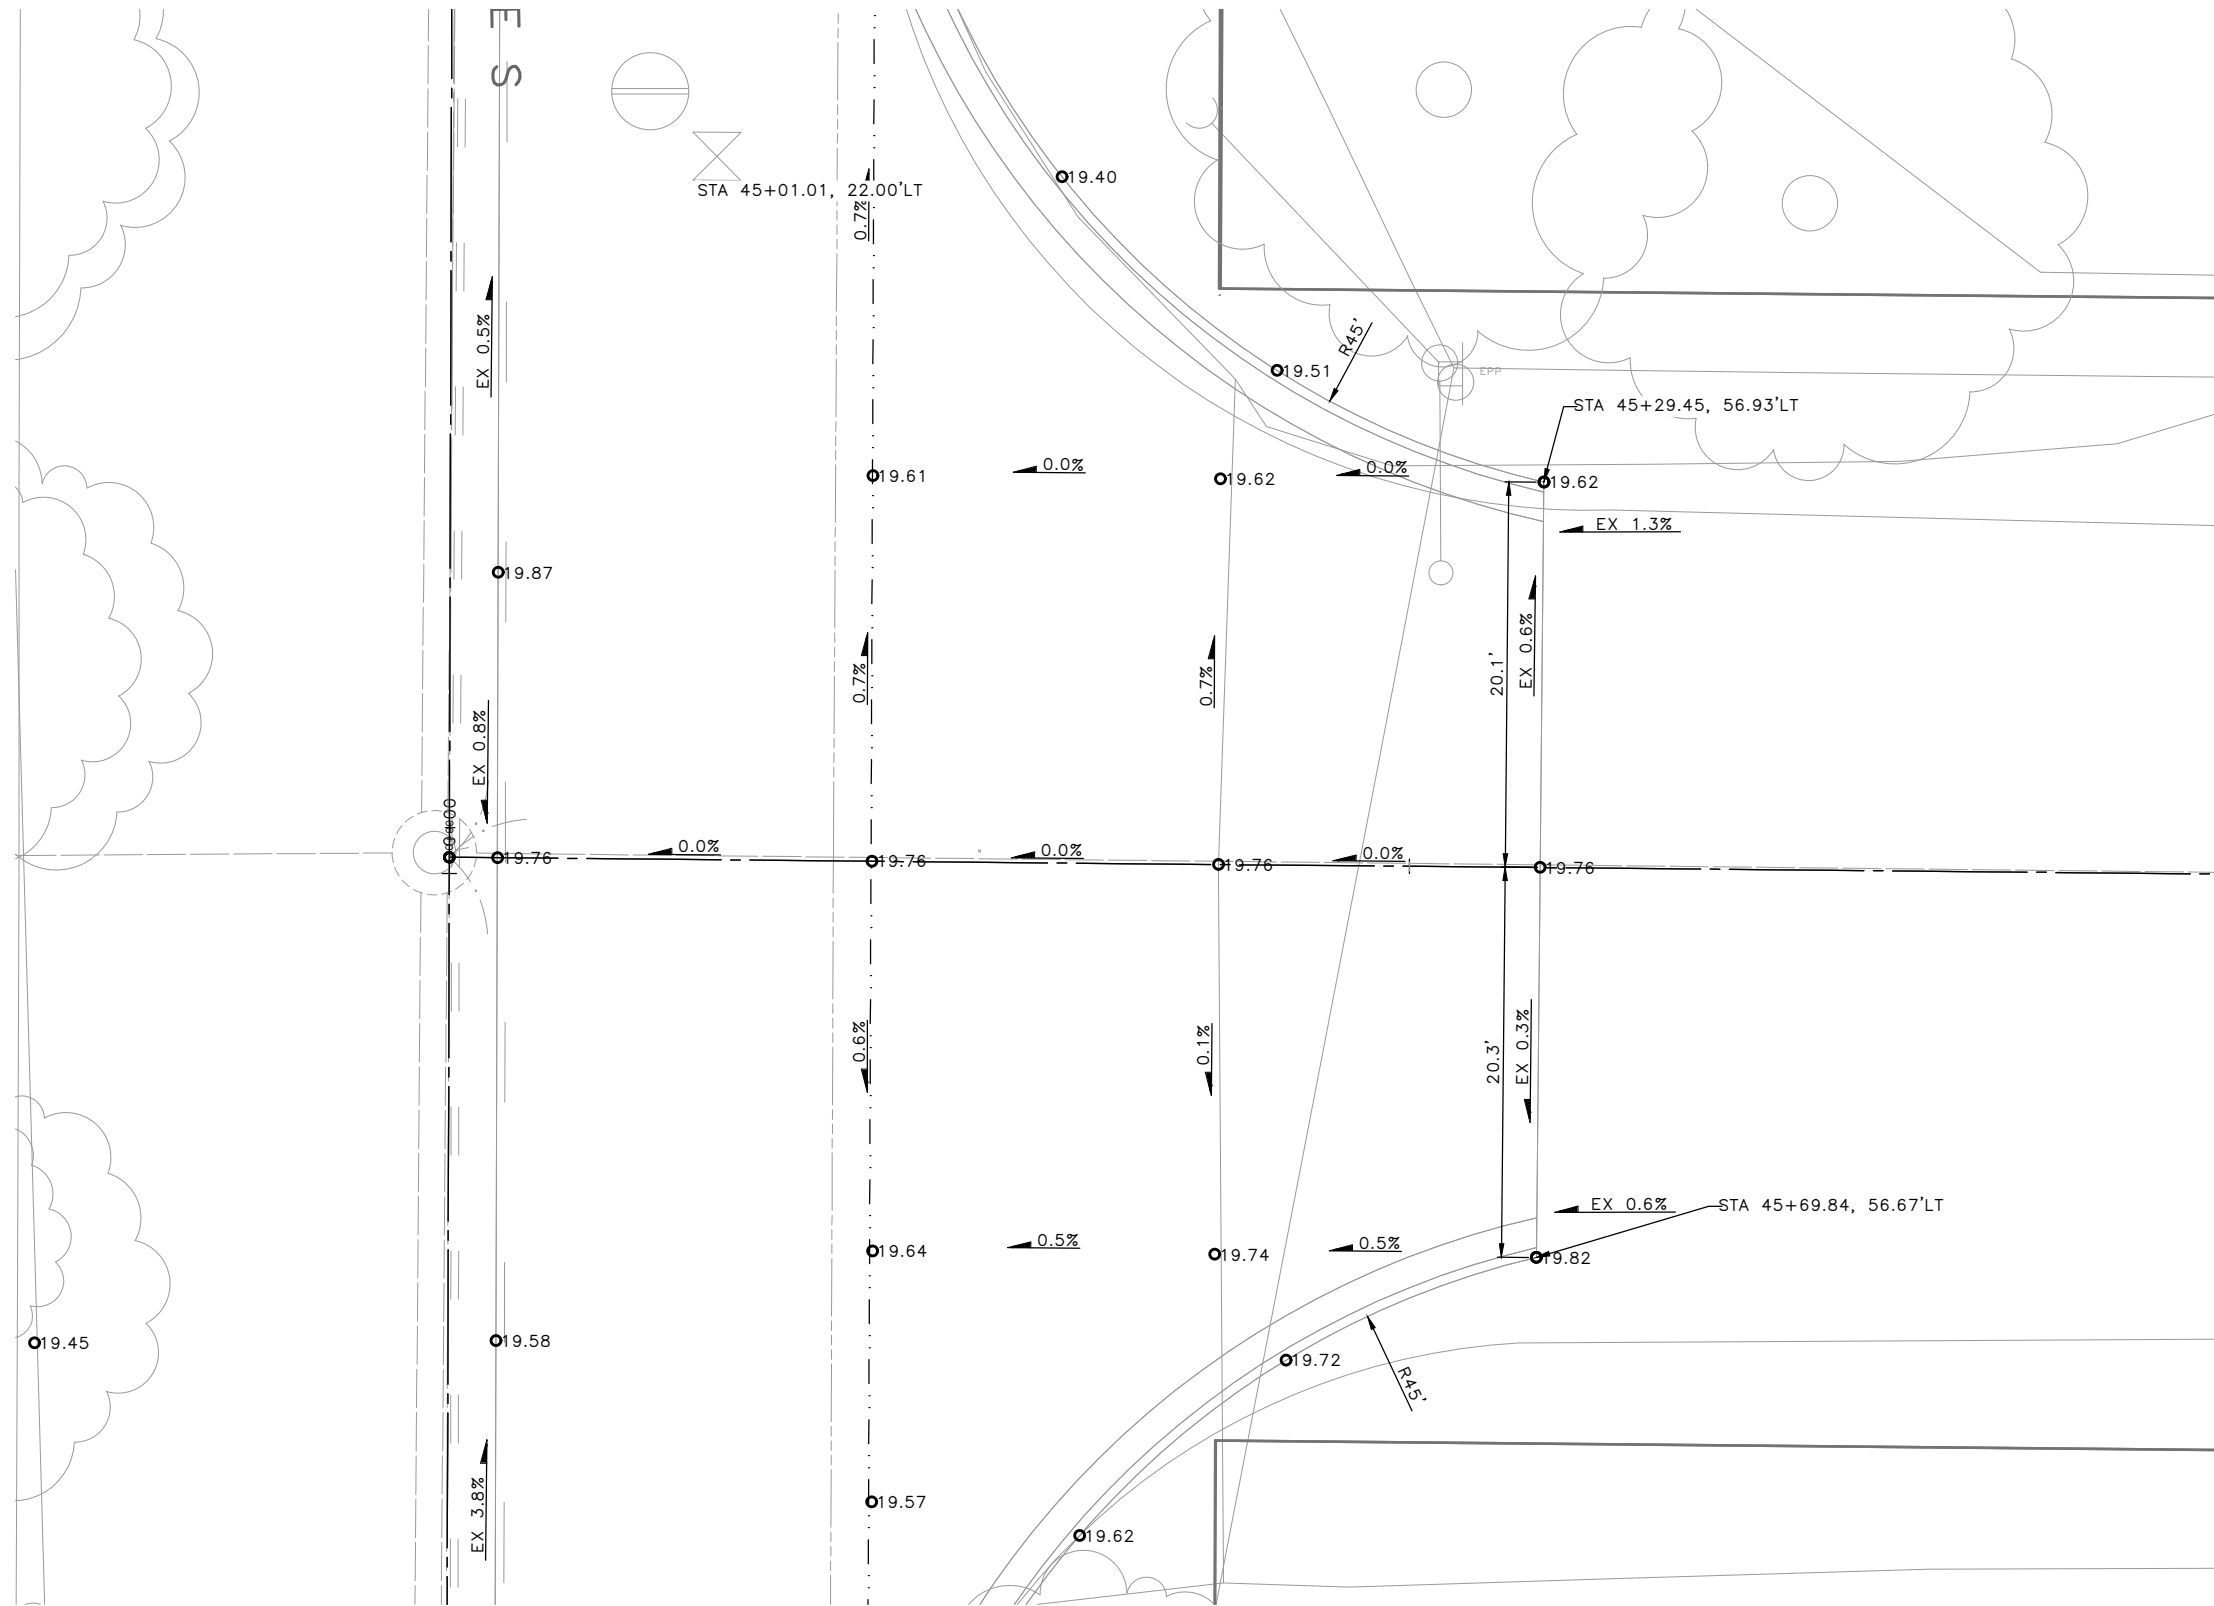 E S
STA 45+01.01, 22.00'LT
19.40
0.7%
EX 0.5%
R45'
19.51
EPP
STA 45+29.45, 56.93'LT
19.61
0.0%
19.62
0.0%
19.62
EX 1.3%
19.87
EX 0.6%
20.1'
0.7%
0.7%
EX 0.8%
19.76
0.0%
19.76
0.0%
19.76
0.0%
19.76
0.6%
0.1%
20.3'
EX 0.3%
EX 0.6%
STA 45+69.84, 56.67'LT
19.64
0.5%
19.74
0.5%
19.82
19.45
19.58
19.72
R45'
EX 3.8%
19.57
19.62